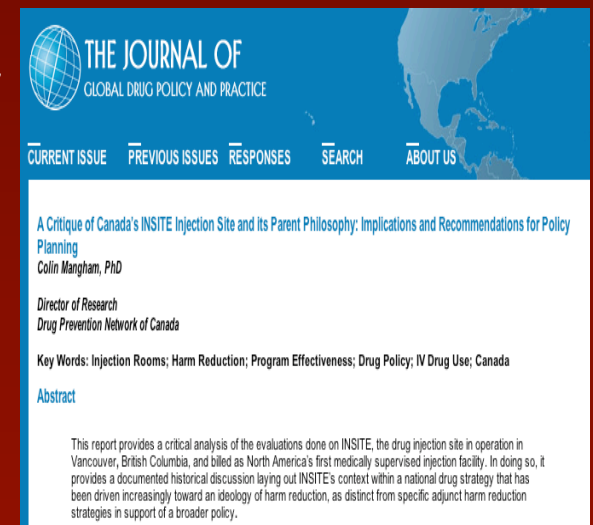 THE JOURNAL OF
GLOBAL DRUG POLICY AND PRACTICE
CURRENT ISSUE PREVIOUS ISSUES RESPONSES SEARCH ABOUT US
A Critique of Canada's INSITE Injection Site and its Parent Philosophy: Implications and Recommendations for Policy
Planning
Colin Mangham, PhD
Director of Research
Drug Prevention Network of Canada
Key Words: Injection Rooms; Harm Reduction; Program Effectiveness; Drug Policy; IV Drug Use; Canada
Abstract
This report provides a critical analysis of the evaluations done on INSITE, the drug injection site in operation in
Vancouver, British Columbia, and billed as North America's first medically supervised injection facility. In doing so, it
provides a documented historical discussion laying out INSITE's context within a national drug strategy that has
been driven increasingly toward an ideology of harm reduction, as distinct from specific adjunct harm reduction
strategies in support of a broader policy.